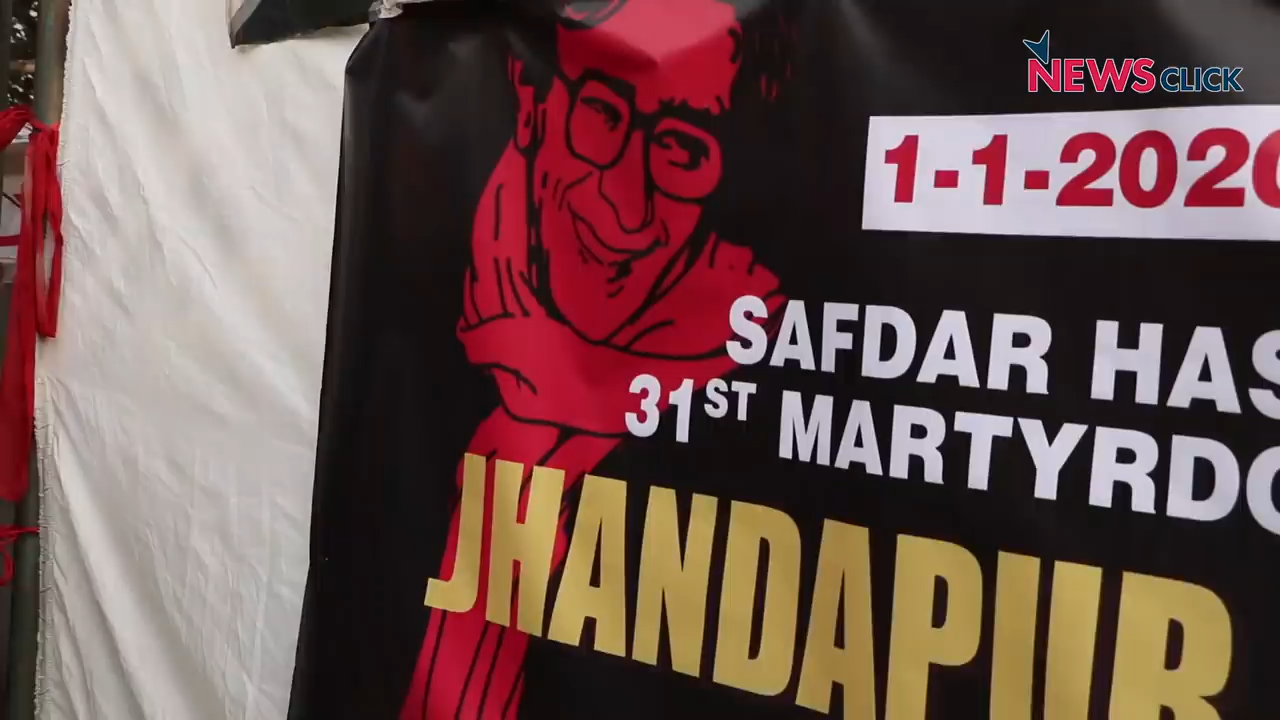 NEWSCLICK
1-1-2020
SAFDAR HAS
31ST MARTYRDO
JHANDAPUR